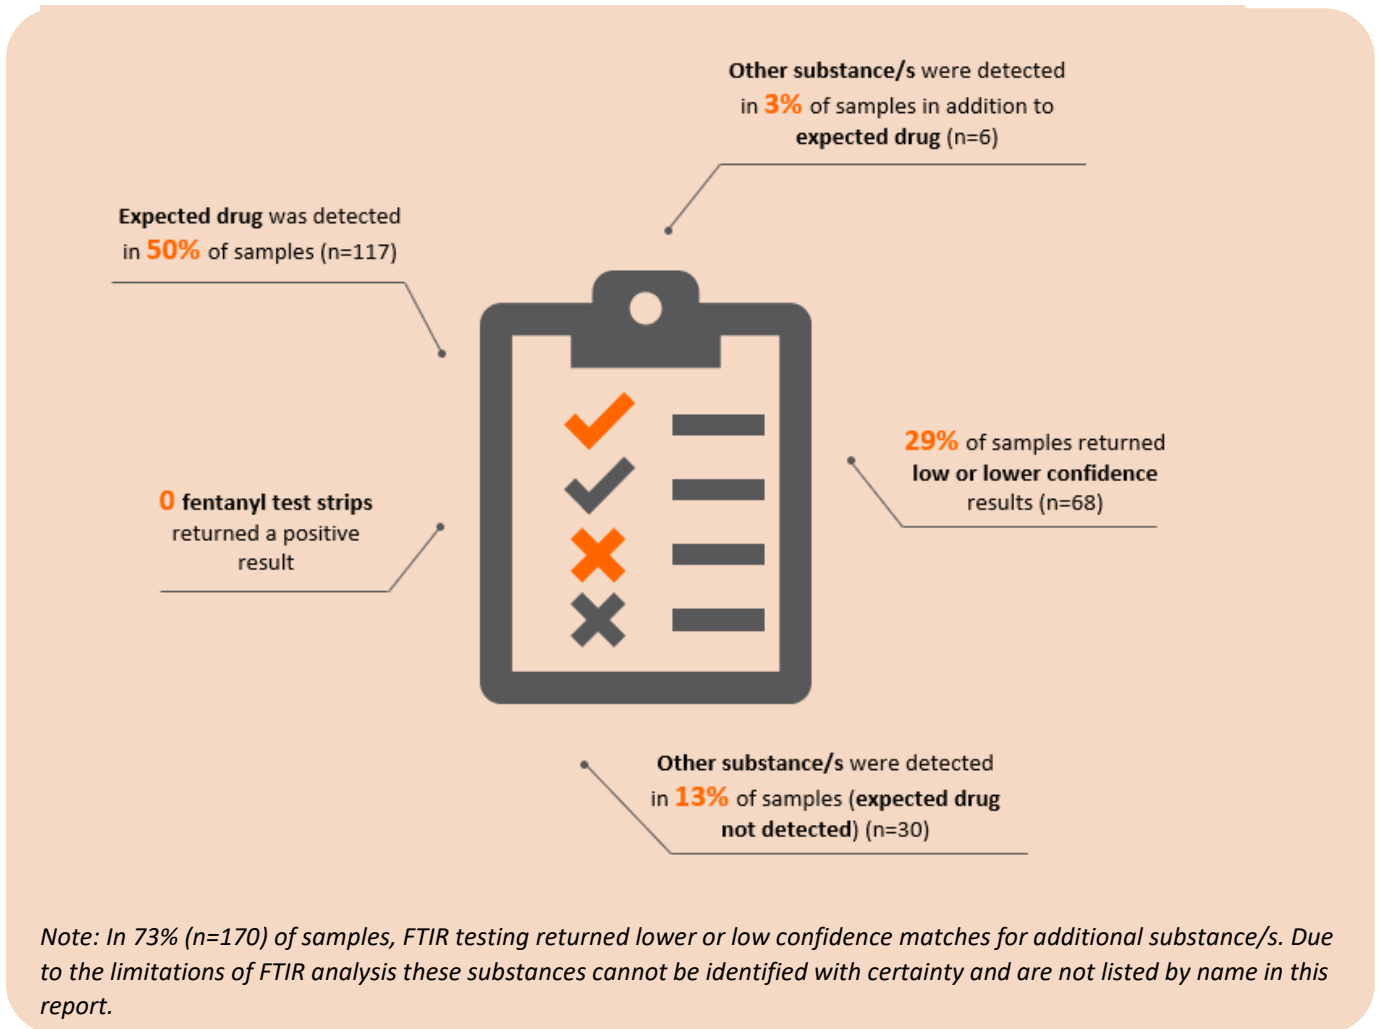 Other substance/s were detected
in 3% of samples in addition to
expected drug (n=6)
Expected drug was detected
in 50% of samples (n=117)
29% of samples returned
low or lower confidence
results (n=68)
0 fentanyl test strips
returned a positive
result
Other substance/s were detected
in 13% of samples (expected drug
not detected) (n=30)
Note: In 73% (n=170) of samples, FTIR testing returned lower or low confidence matches for additional substance/s. Due
to the limitations of FTIR analysis these substances cannot be identified with certainty and are not listed by name in this
report.